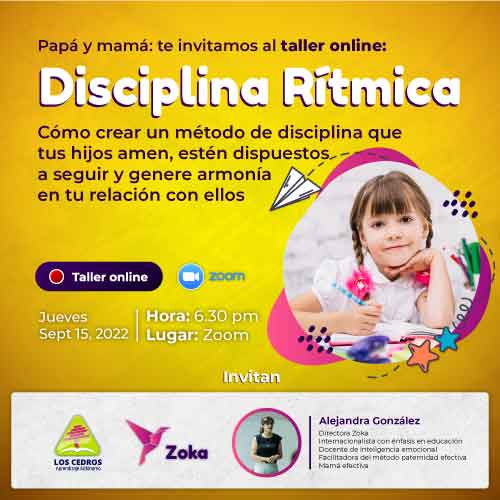 Papá y mamá: te invitamos al taller online:
Disciplina Rítmica
Cómo crear un método de disciplina que
tus hijos amen, estén dispuestos
a seguir y genere armonía
en tu relación con ellos
Taller online
zoom
Jueves
Sept 15, 2022
Hora: 6.30 pm
Lugar: Zoom
Invitan
LOS CEDROS
Aprendizaje Autónomo
Zoka
Alejandra González
Directora Zoka
Internacionalista con énfasis en educación
Docente de inteligencia emocional
Facilitadora del método paternidad efectiva
Mamá efectiva